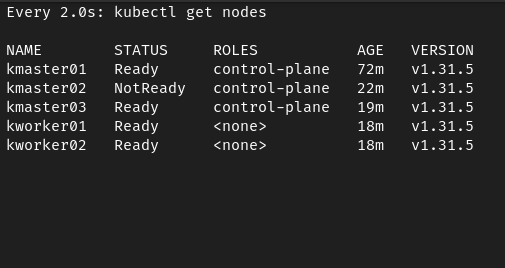 Every 2.0s: kubectl get nodes
NAME STATUS ROLES AGE VERSION
kmaster01 Ready control-plane 72m v1.31.5
kmaster02 NotReady control-plane 22m v1.31.5
kmaster03 Ready control-plane 19m v1.31.5
kworker01 Ready <none> 18m v1.31.5
kworker02 Ready <none> 18m v1.31.5